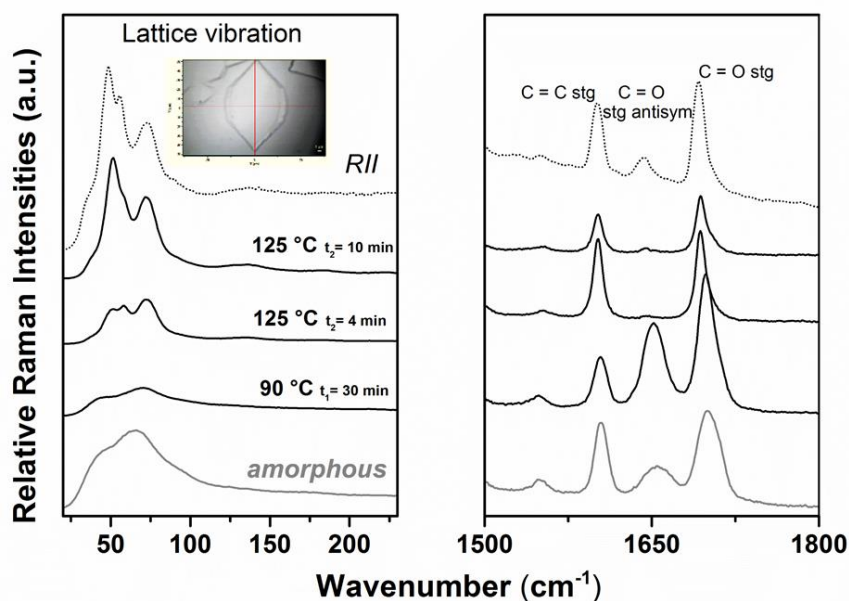 Lattice vibration
C = C stg
C = O
stg antisym
C = O stg
RII
125 °C t2= 10 min
125 °C t2= 4 min
90 °C t1= 30 min
amorphous
Relative Raman Intensities (a.u.)
50 100 150 200
1500 1650 1800
Wavenumber (cm-1)